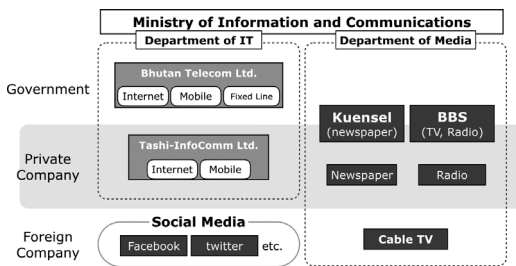 Ministry of Information and Communications
Department of IT
Department of Media
Government
Bhutan Telecom Ltd.
Internet
Mobile
Fixed Line
Kuensel
(newspaper)
BBS
(TV, Radio)
Private
Company
Tashi-InfoComm Ltd.
Internet
Mobile
Newspaper
Radio
Foreign
Company
Social Media
Facebook
twitter
etc.
Cable TV